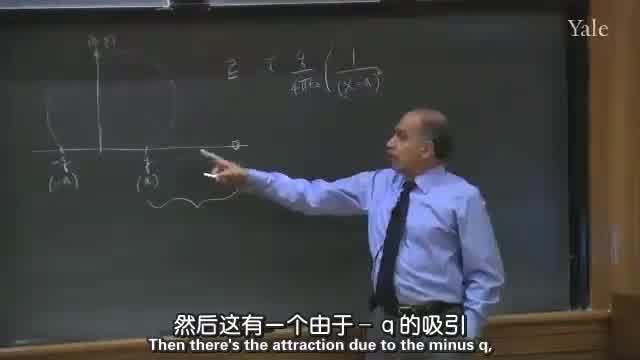 Yale
E = q/4πε₀ ( 1/(x-a)²
-q q
(-a) (a)
然后这有一个由于－q的吸引
Then there's the attraction due to the minus q,